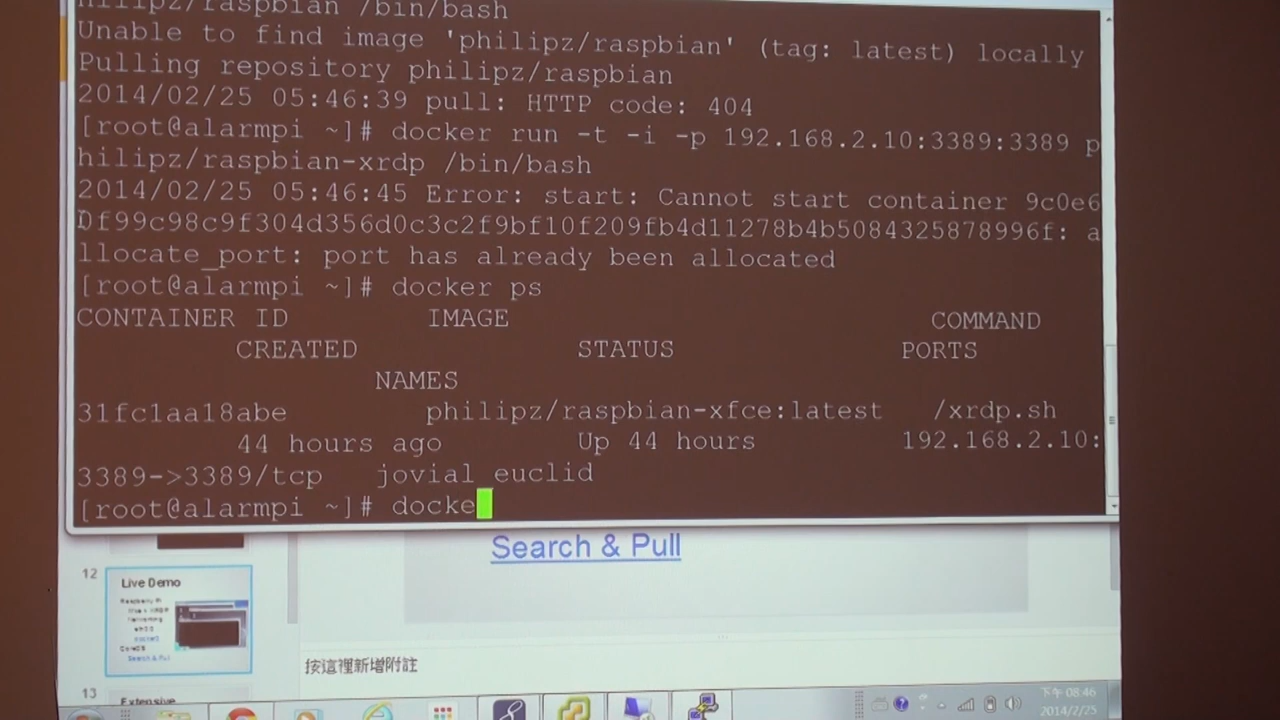 hilipz/raspbian /bin/bash
Unable to find image 'philipz/raspbian' (tag: latest) locally
Pulling repository philipz/raspbian
2014/02/25 05:46:39 pull: HTTP code: 404
[root@alarmpi ~]# docker run -t -i -p 192.168.2.10:3389:3389 p
hilipz/raspbian-xrdp /bin/bash
2014/02/25 05:46:45 Error: start: Cannot start container 9c0e6
0f99c98c9f304d356d0c3c2f9bf10f209fb4d11278b4b5084325878996f: a
llocate_port: port has already been allocated
[root@alarmpi ~]# docker ps
CONTAINER ID IMAGE COMMAND
CREATED STATUS PORTS
NAMES
31fc1aa18abe philipz/raspbian-xfce:latest /xrdp.sh
44 hours ago Up 44 hours 192.168.2.10:
3389->3389/tcp jovial_euclid
[root@alarmpi ~]# docke
Search & Pull
12
Live Demo
Raspberry Pi
CoreOS
Search & Pull
按這裡新增附註
13
Extensive
下午 08:46
2014/2/25